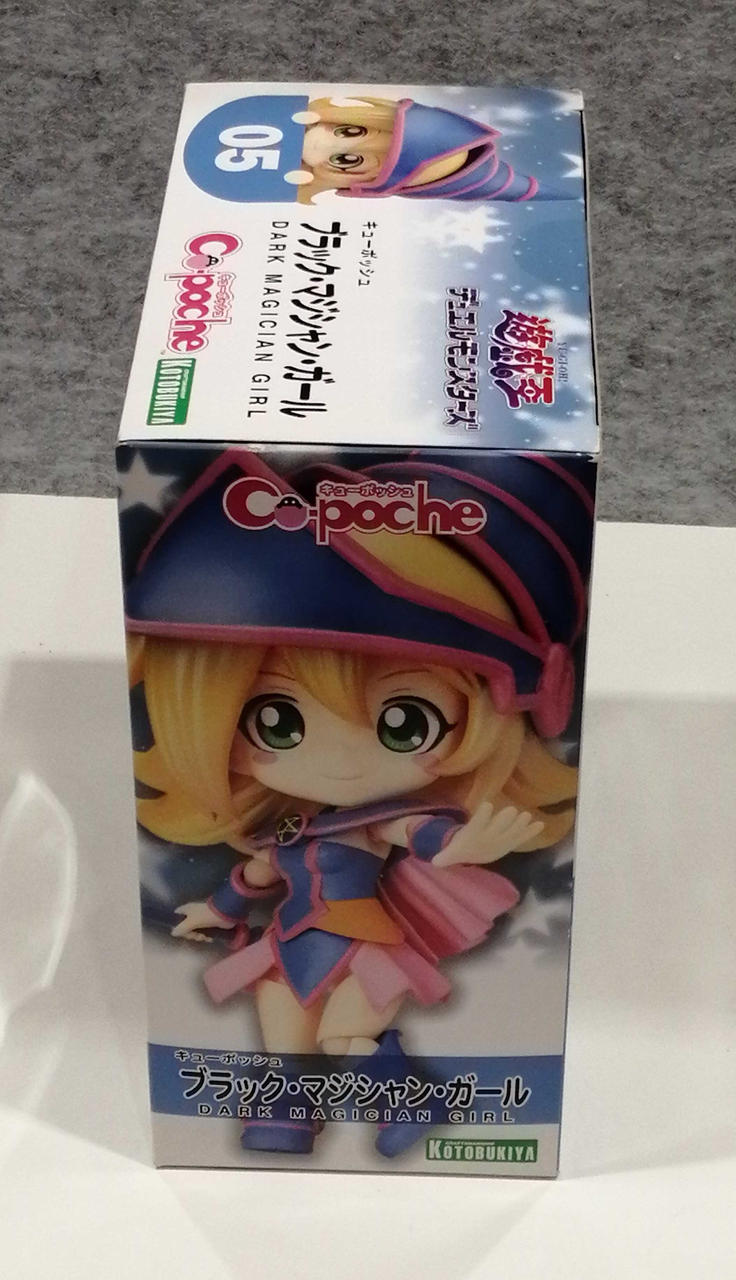 05
キューポッシュ
ブラック・マジシャン・ガール
DARK MAGICIAN GIRL
キューポッシュ
Cu-poche
KOTOBUKIYA
YU-GI-OH!
遊戯王
デュエルモンスターズ
キューポッシュ
Cu-poche
キューポッシュ
ブラック・マジシャン・ガール
DARK MAGICIAN GIRL
KOTOBUKIYA